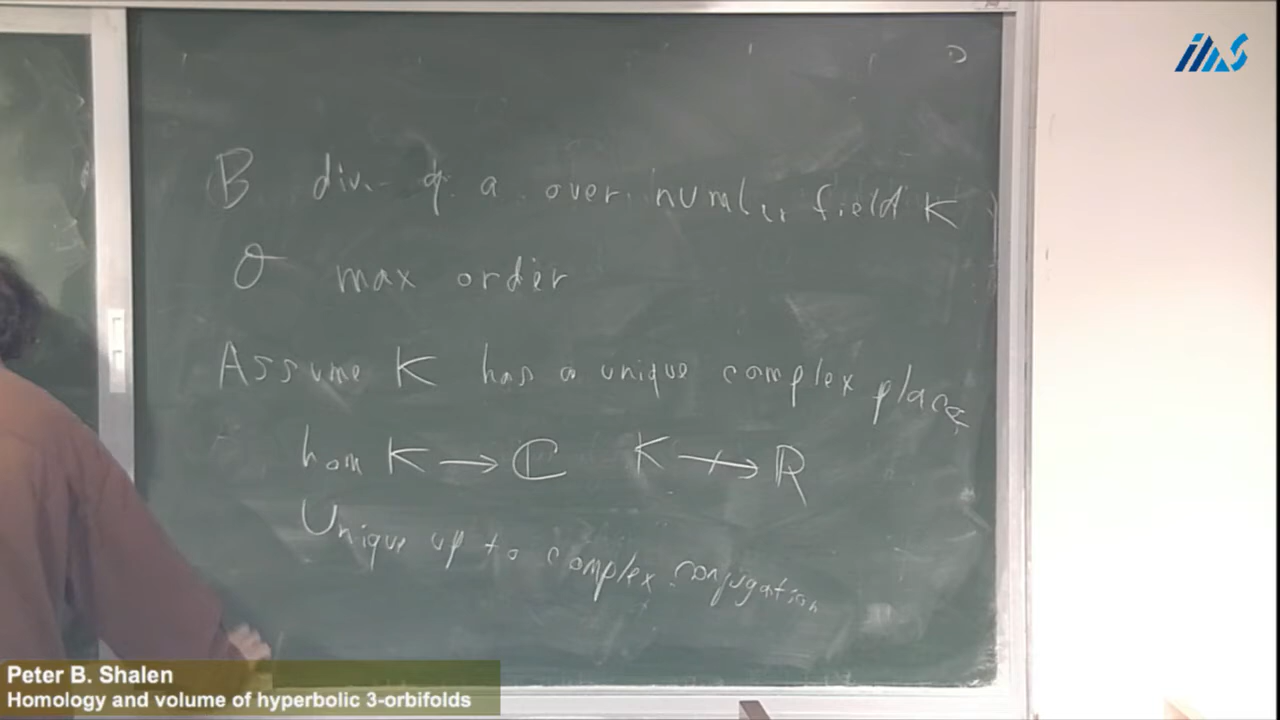 IMS
B div. q. a. over number field K
O max order
Assume K has a unique complex place
hom K → ℂ K ↛ ℝ
Unique up to complex conjugation
Peter B. Shalen
Homology and volume of hyperbolic 3-orbifolds